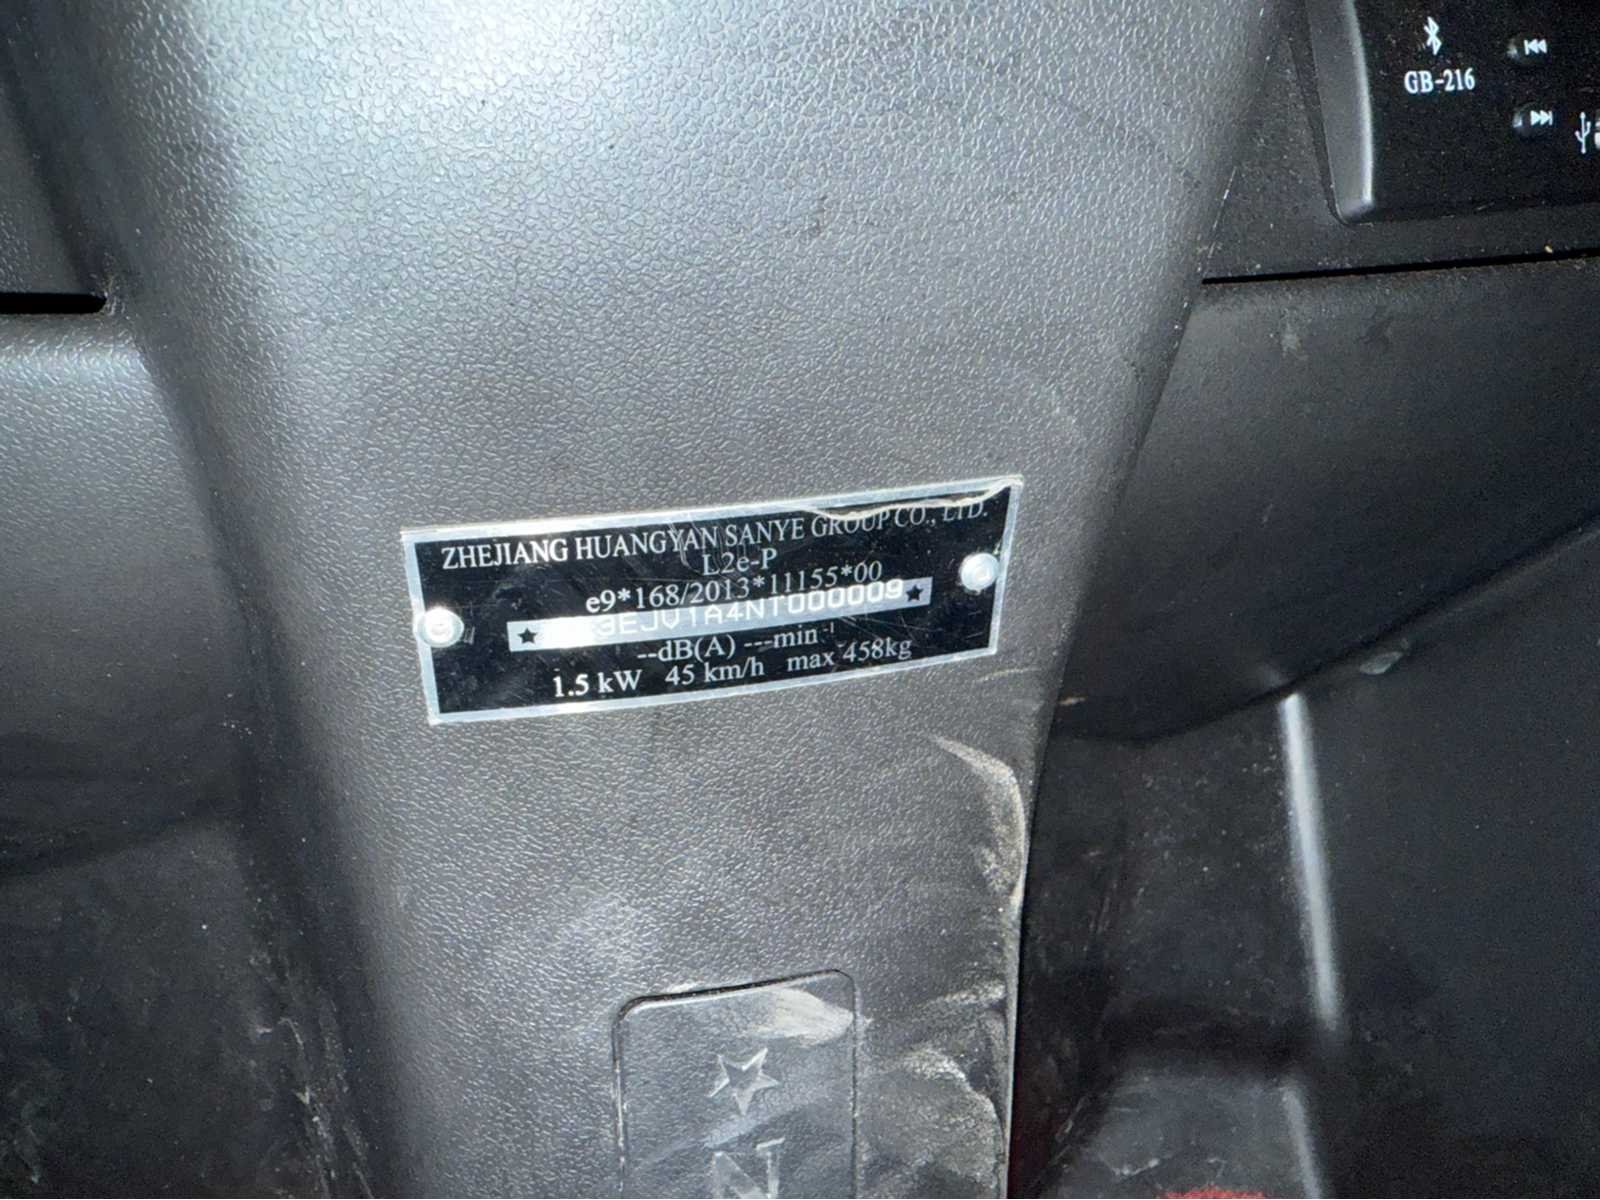 GB-216
ZHEJIANG HUANGYAN SANYE GROUP CO., LTD.
L2e-P
e9*168/2013*11155*00
3EJV1A4NT000009★
--dB(A) ---min⁻¹
1.5 kW 45 km/h max 458kg
N